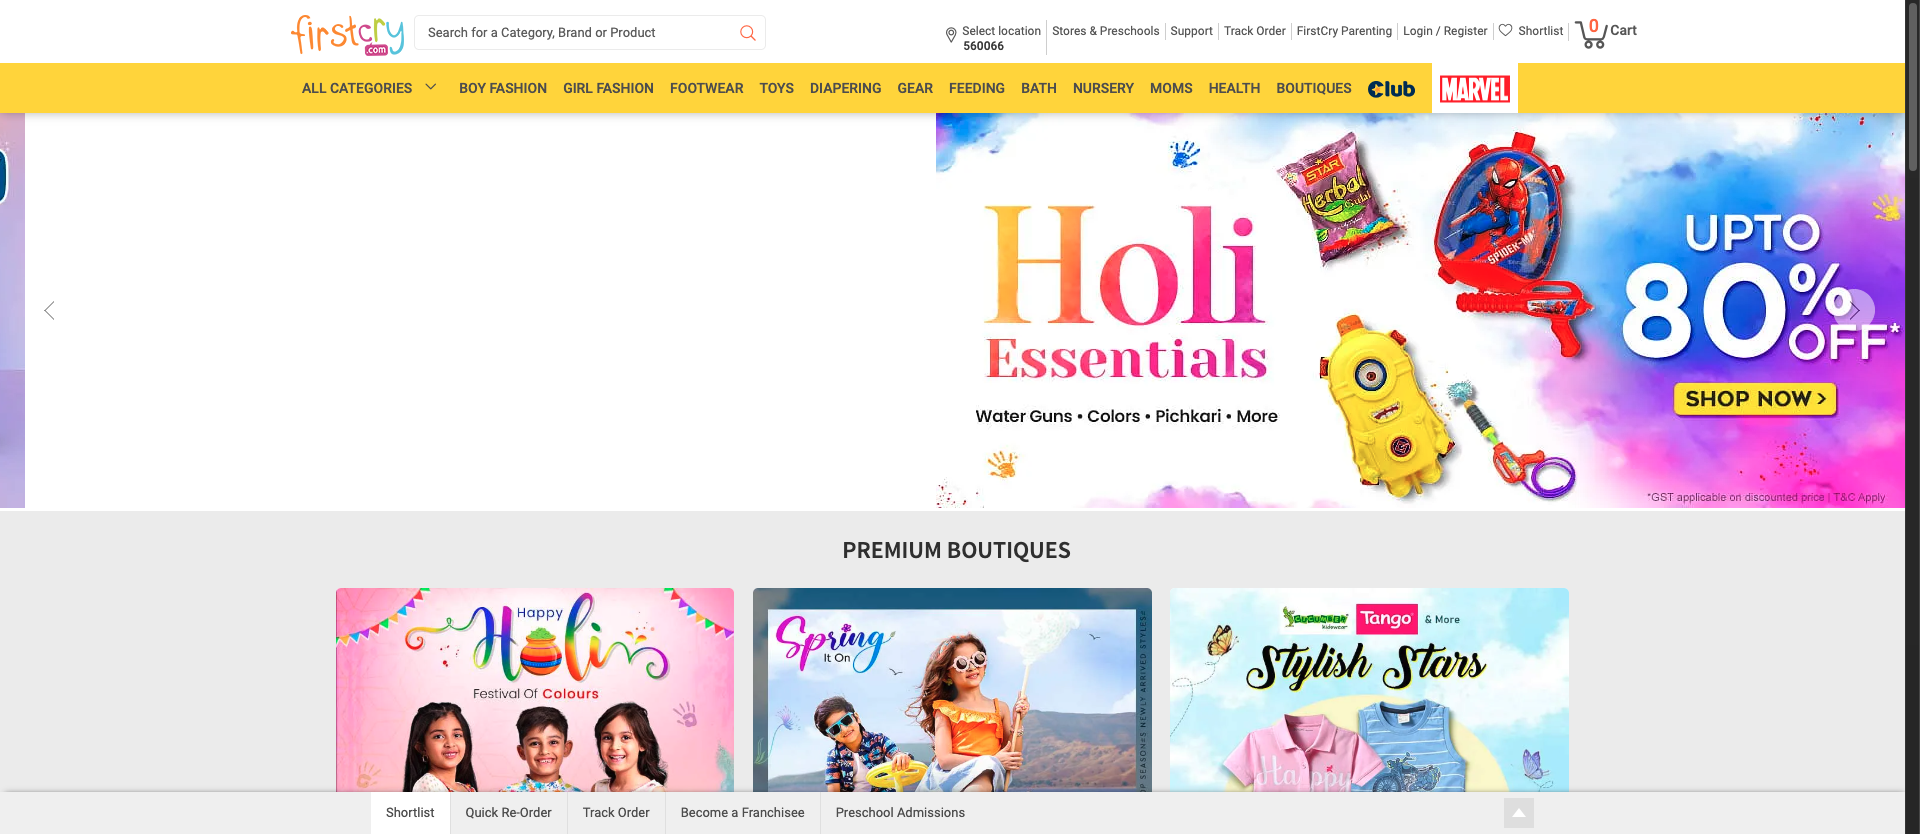 firstcry
.com
Search for a Category, Brand or Product
Select location
560066
Stores & Preschools
Support
Track Order
FirstCry Parenting
Login / Register
Shortlist
0
Cart
ALL CATEGORIES
BOY FASHION
GIRL FASHION
FOOTWEAR
TOYS
DIAPERING
GEAR
FEEDING
BATH
NURSERY
MOMS
HEALTH
BOUTIQUES
Club
MARVEL
Holi
Essentials
Water Guns • Colors • Pichkari • More
STAR
Herbal
Gulal
SPIDER-MAN
UPTO
80%
OFF*
SHOP NOW >
*GST applicable on discounted price | T&C Apply
PREMIUM BOUTIQUES
Happy
Holi
Festival Of Colours
Spring
It On
NEWLY ARRIVED STYLES
CUCUMBER
Kidswear
Tango
& More
Stylish Stars
Happy
Shortlist
Quick Re-Order
Track Order
Become a Franchisee
Preschool Admissions